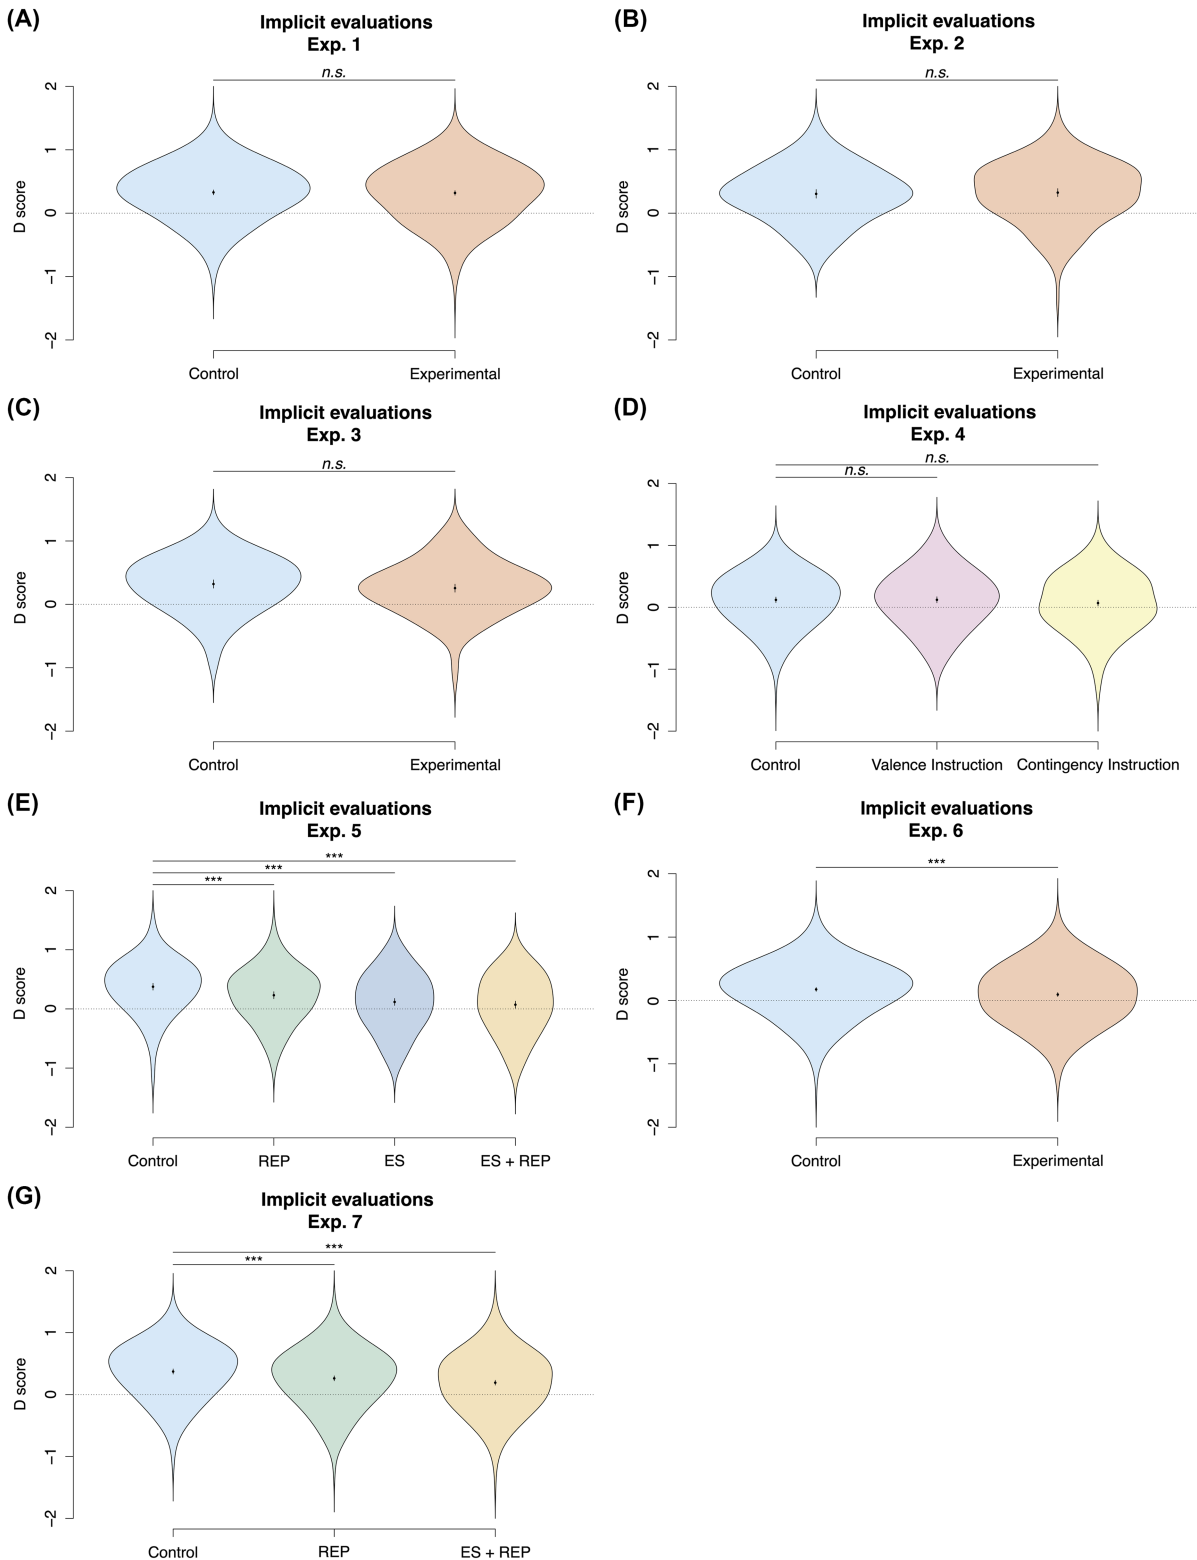 (A)
Implicit evaluations
Exp. 1
n.s.
D score
2
1
0
−1
−2
Control
Experimental
(B)
Implicit evaluations
Exp. 2
n.s.
D score
2
1
0
−1
−2
Control
Experimental
(C)
Implicit evaluations
Exp. 3
n.s.
D score
2
1
0
−1
−2
Control
Experimental
(D)
Implicit evaluations
Exp. 4
n.s.
n.s.
D score
2
1
0
−1
−2
Control
Valence Instruction
Contingency Instruction
(E)
Implicit evaluations
Exp. 5
***
***
***
D score
2
1
0
−1
−2
Control
REP
ES
ES + REP
(F)
Implicit evaluations
Exp. 6
***
D score
2
1
0
−1
−2
Control
Experimental
(G)
Implicit evaluations
Exp. 7
***
***
D score
2
1
0
−1
−2
Control
REP
ES + REP